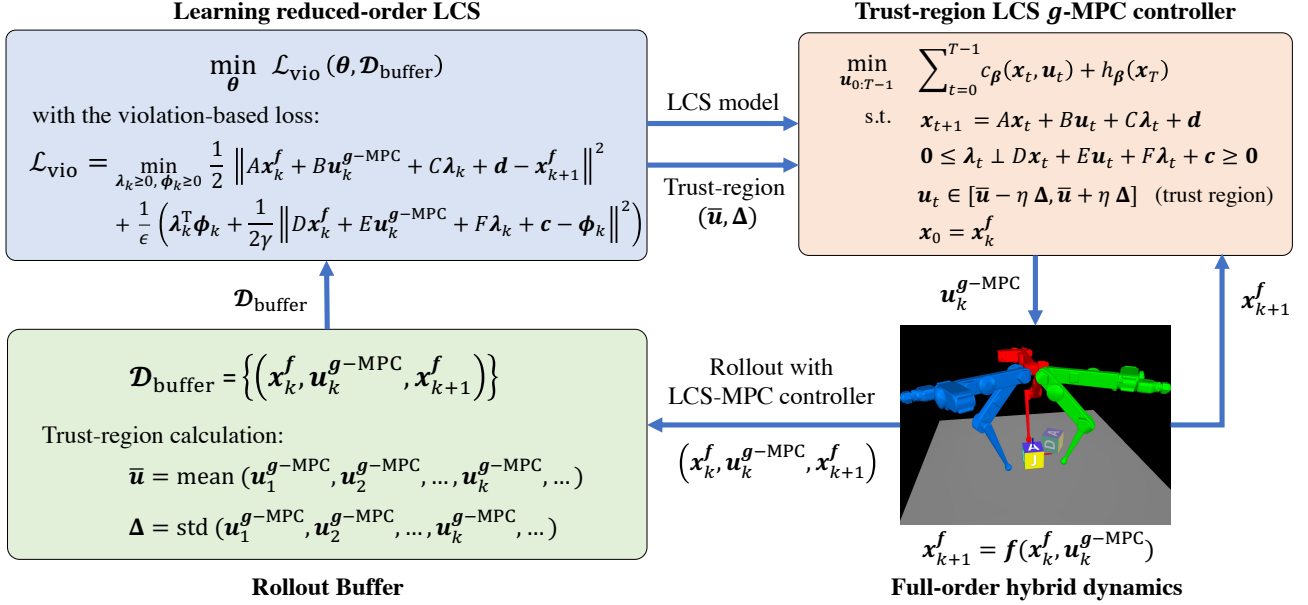 Learning reduced-order LCS
min_θ ℒ_vio (θ, 𝓓_buffer)
with the violation-based loss:
ℒ_vio = min_{λ_k≥0, ϕ_k≥0} 1/2 ‖Ax_k^f + Bu_k^{g−MPC} + Cλ_k + d − x_{k+1}^f‖^2
+ 1/ϵ (λ_k^T ϕ_k + 1/2γ ‖Dx_k^f + Eu_k^{g−MPC} + Fλ_k + c − ϕ_k‖^2)
LCS model
Trust-region
(ū, Δ)
Trust-region LCS g-MPC controller
min_{u_{0:T−1}} ∑_{t=0}^{T−1} c_β(x_t, u_t) + h_β(x_T)
s.t. x_{t+1} = Ax_t + Bu_t + Cλ_t + d
0 ≤ λ_t ⊥ Dx_t + Eu_t + Fλ_t + c ≥ 0
u_t ∈ [ū − η Δ, ū + η Δ] (trust region)
x_0 = x_k^f
𝓓_buffer
u_k^{g−MPC}
x_{k+1}^f
𝓓_buffer = {(x_k^f, u_k^{g−MPC}, x_{k+1}^f)}
Trust-region calculation:
ū = mean (u_1^{g−MPC}, u_2^{g−MPC}, …, u_k^{g−MPC}, …)
Δ = std (u_1^{g−MPC}, u_2^{g−MPC}, …, u_k^{g−MPC}, …)
Rollout Buffer
Rollout with
LCS-MPC controller
(x_k^f, u_k^{g−MPC}, x_{k+1}^f)
A
D
J
x_{k+1}^f = f(x_k^f, u_k^{g−MPC})
Full-order hybrid dynamics